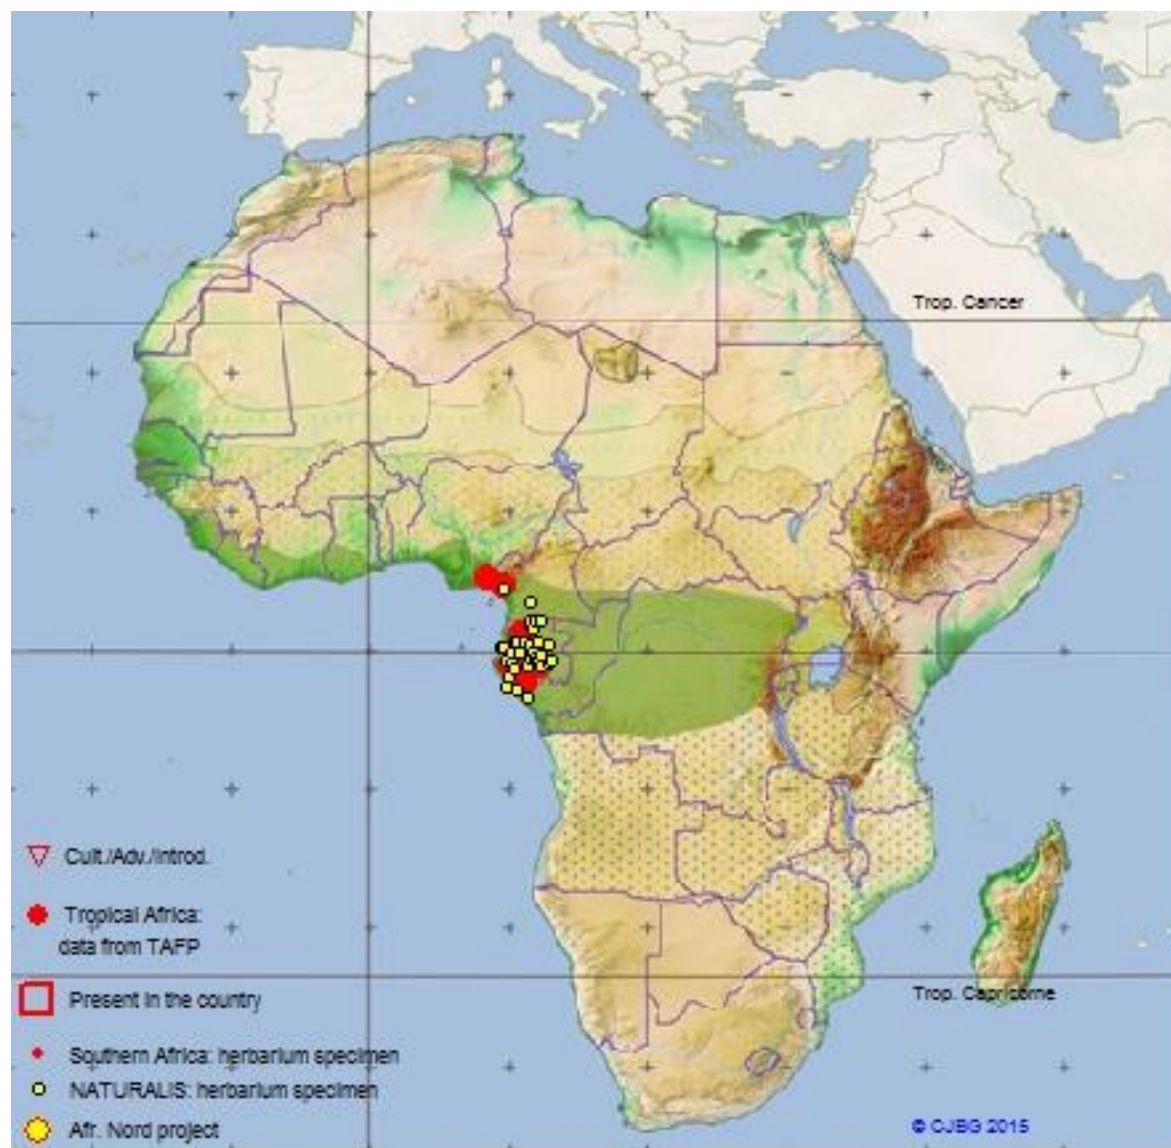 Trop. Cancer
Cult./Adv./Introd.
Tropical Africa:
data from TAFP
Present in the country
Trop. Capricorne
Southern Africa: herbarium specimen
NATURALIS: herbarium specimen
Afr. Nord project
© CJBG 2015